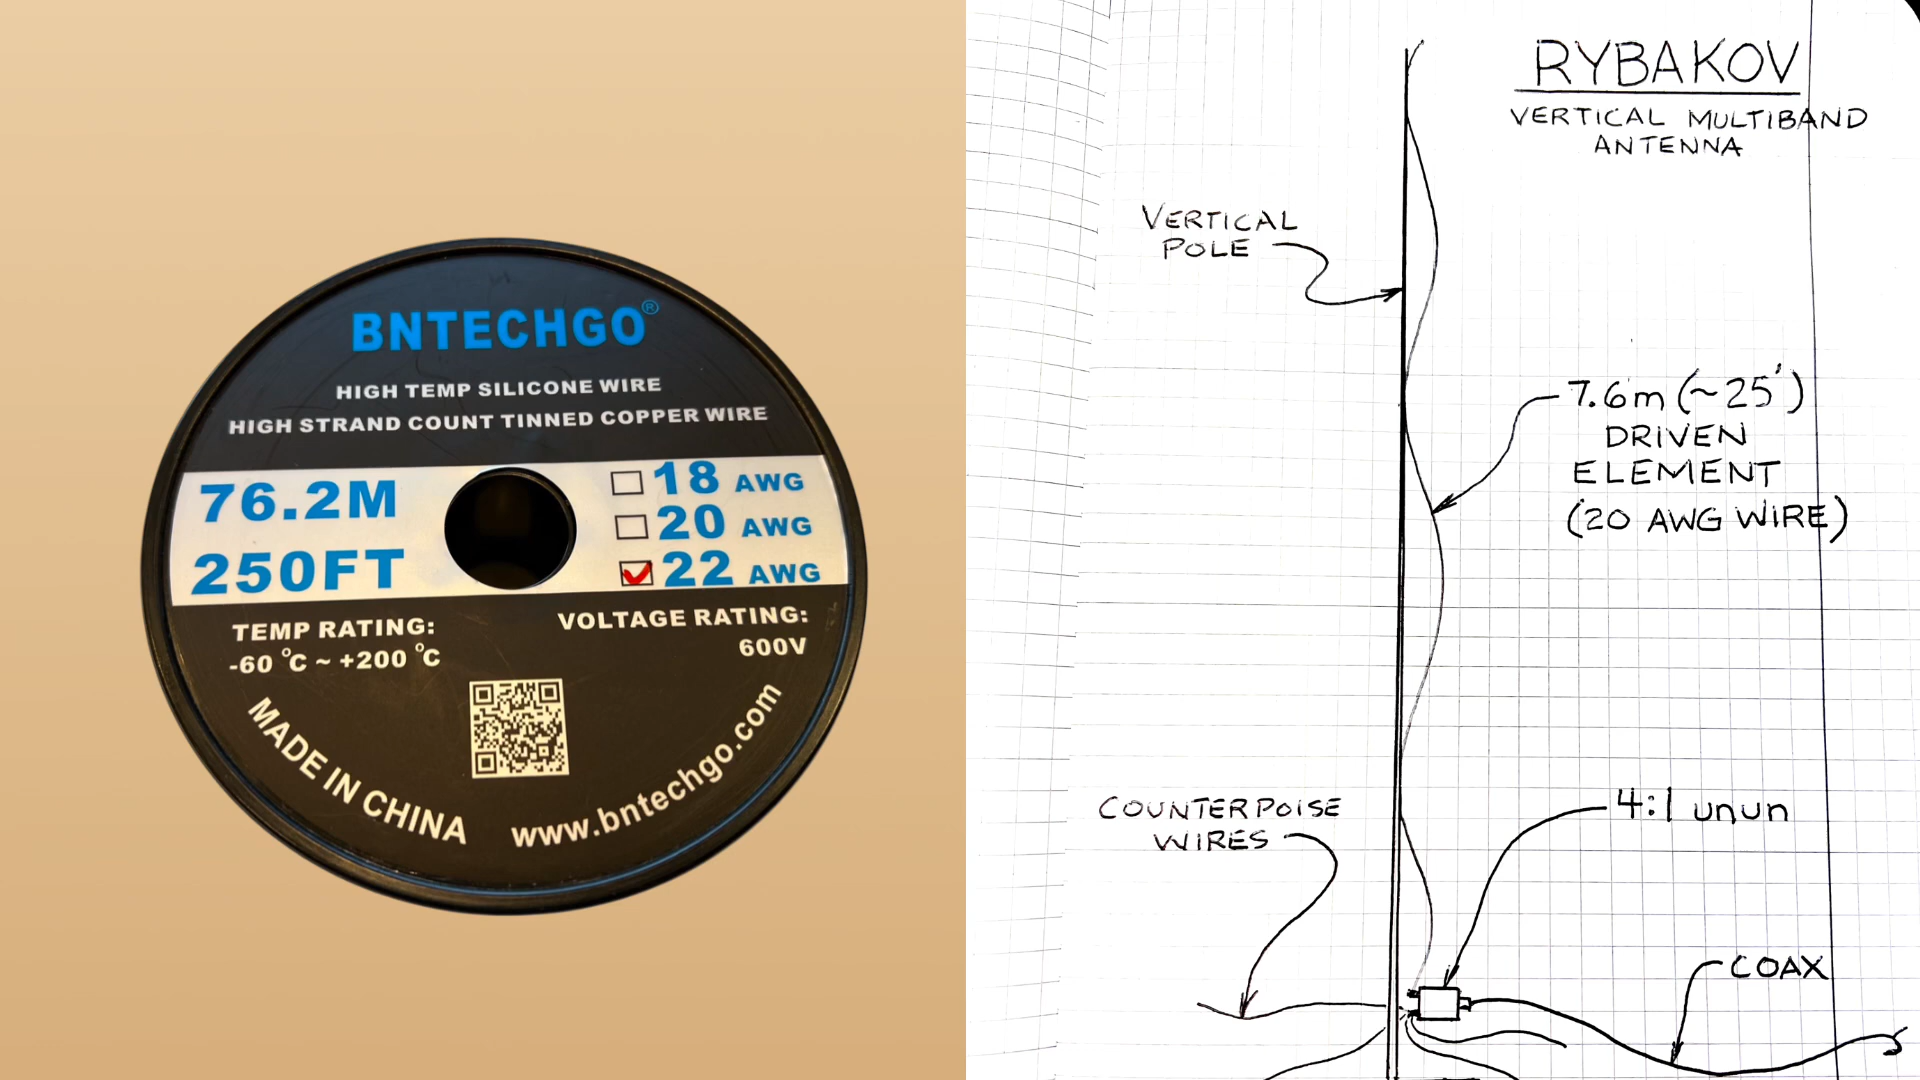 BNTECHGO®
HIGH TEMP SILICONE WIRE
HIGH STRAND COUNT TINNED COPPER WIRE
76.2M
250FT
18 AWG
20 AWG
22 AWG
TEMP RATING:
-60 °C ~ +200 °C
VOLTAGE RATING:
600V
MADE IN CHINA
www.bntechgo.com
RYBAKOV
VERTICAL MULTIBAND
ANTENNA
VERTICAL
POLE
7.6m (~25')
DRIVEN
ELEMENT
(20 AWG WIRE)
COUNTERPOISE
WIRES
4:1 unun
COAX